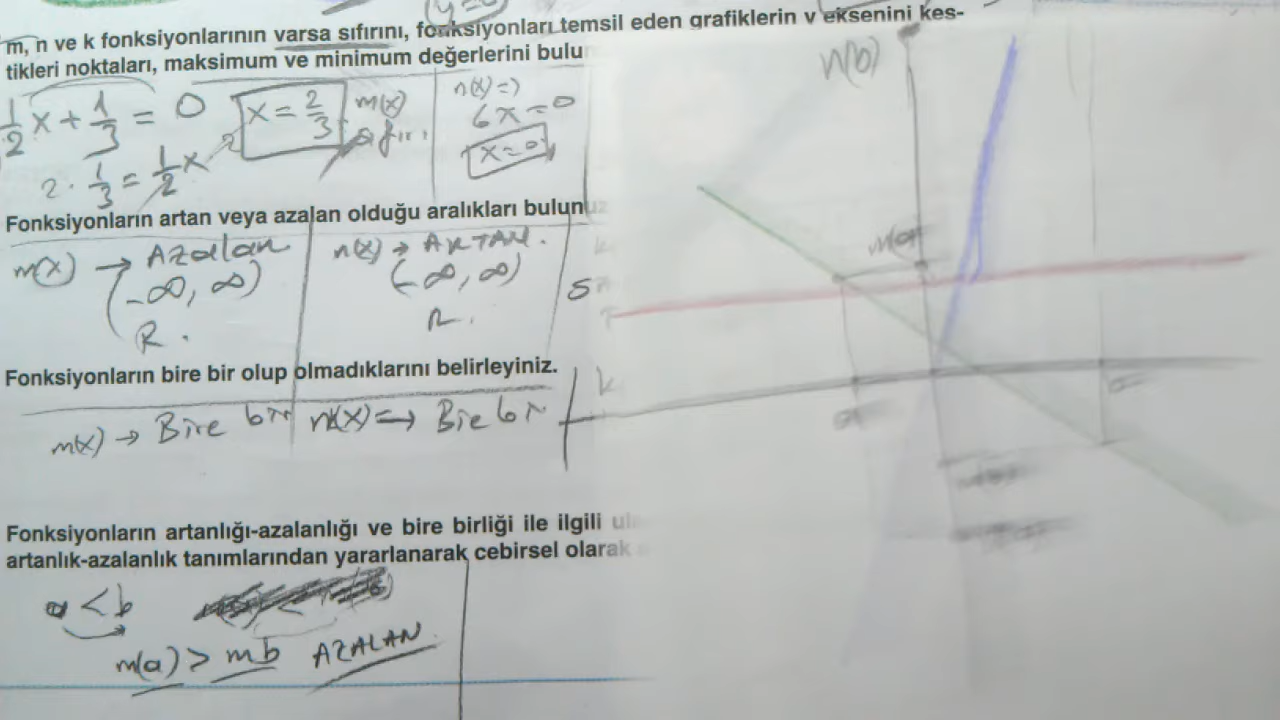 (y=0)
m, n ve k fonksiyonlarının varsa sıfırını, fonksiyonları temsil eden grafiklerin y eksenini kes-
tikleri noktaları, maksimum ve minimum değerlerini bulu
1/2 x + 1/3 = 0
x = 2/3
m(x)
2 · 1/3 = 1/2 x
n(x) ⇒
6x = 0
x=0
Fonksiyonların artan veya azalan olduğu aralıkları bulunuz
m(x) → Azalan
(-∞, ∞)
R.
n(x) → ARTAN.
(-∞, ∞)
R.
Fonksiyonların bire bir olup olmadıklarını belirleyiniz.
m(x) → Bire bir
n(x) ⇒ Bire bir
Fonksiyonların artanlığı-azalanlığı ve bire birliği ile ilgili
artanlık-azalanlık tanımlarından yararlanarak cebirsel olarak
a < b
m(a) > mb AZALAN
n(b)